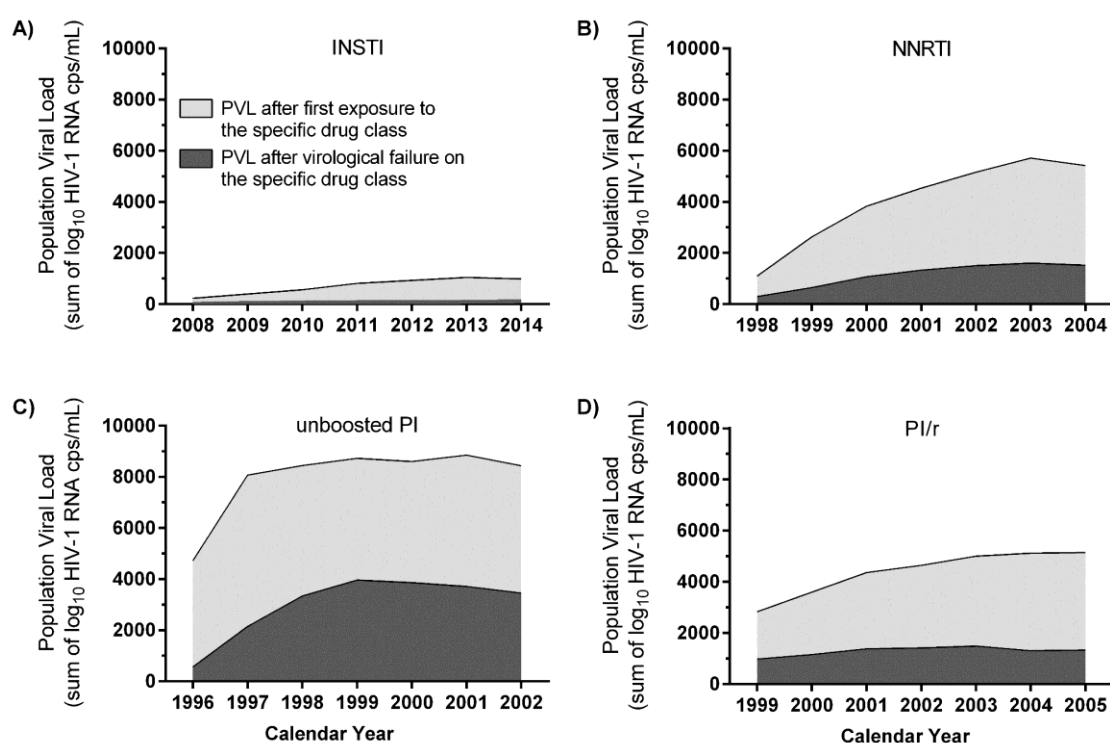 A)
INSTI
Population Viral Load
(sum of log10 HIV-1 RNA cps/mL)
10000
8000
6000
4000
2000
0
PVL after first exposure to
the specific drug class
PVL after virological failure on
the specific drug class
2008 2009 2010 2011 2012 2013 2014
B)
NNRTI
Population Viral Load
(sum of log10 HIV-1 RNA cps/mL)
10000
8000
6000
4000
2000
0
1998 1999 2000 2001 2002 2003 2004
C)
unboosted PI
Population Viral Load
(sum of log10 HIV-1 RNA cps/mL)
10000
8000
6000
4000
2000
0
1996 1997 1998 1999 2000 2001 2002
Calendar Year
D)
PI/r
Population Viral Load
(sum of log10 HIV-1 RNA cps/mL)
10000
8000
6000
4000
2000
0
1999 2000 2001 2002 2003 2004 2005
Calendar Year